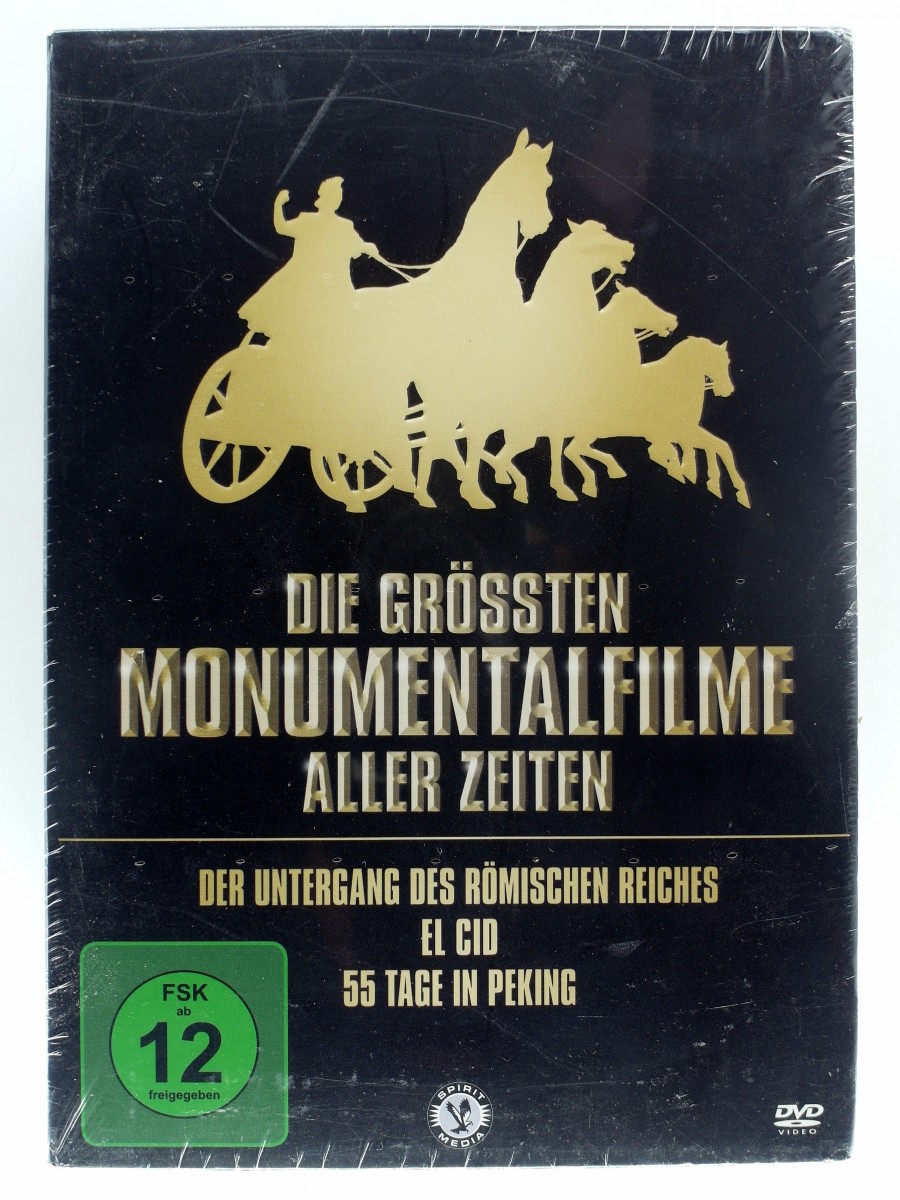 DIE GRÖSSTEN
MONUMENTALFILME
ALLER ZEITEN
DER UNTERGANG DES RÖMISCHEN REICHES
EL CID
55 TAGE IN PEKING
FSK
ab
12
freigegeben
SPIRIT
MEDIA
DVD
VIDEO